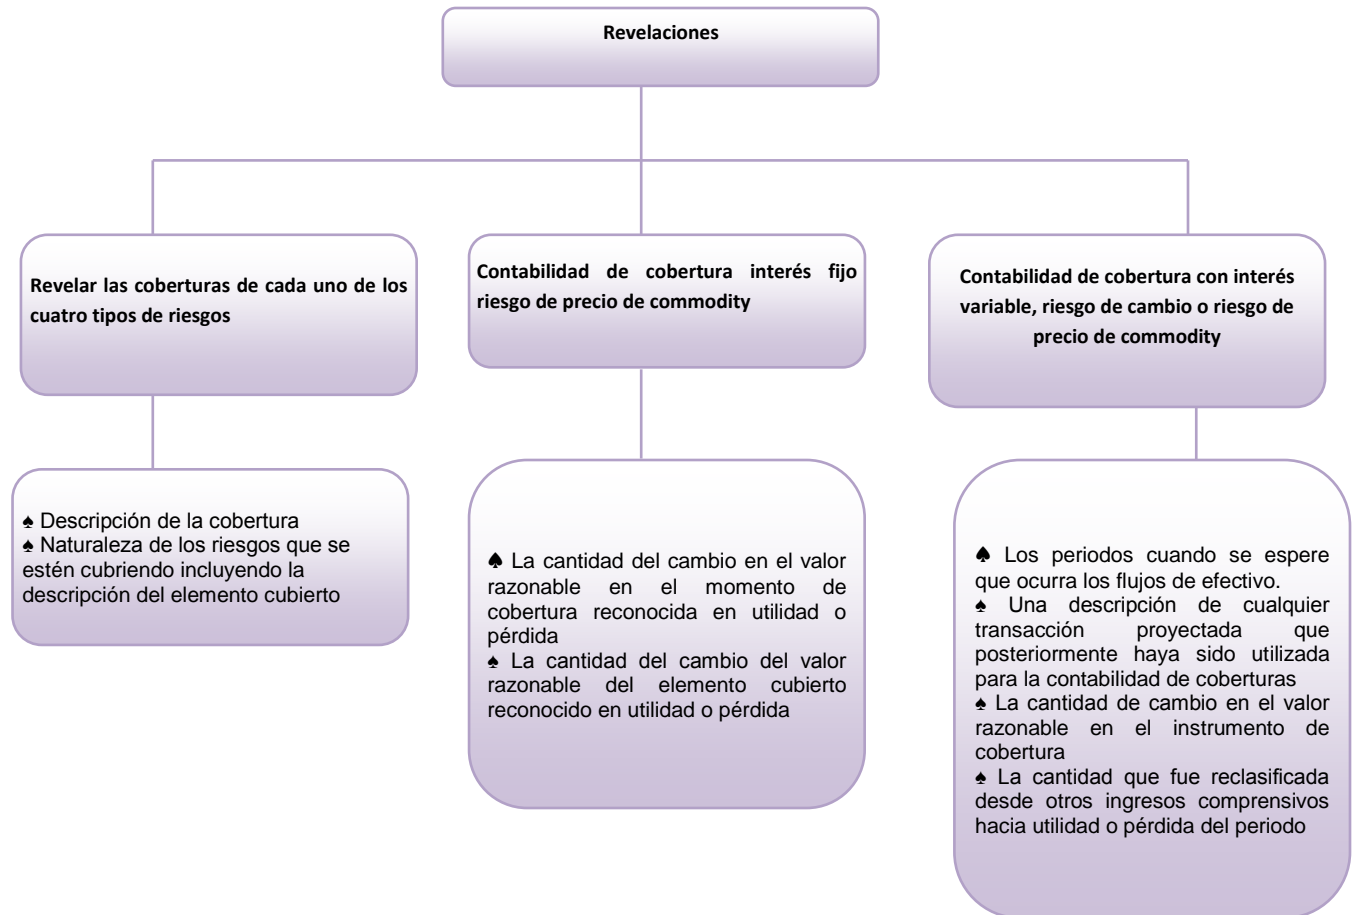 Revelaciones
Revelar las coberturas de cada uno de los
cuatro tipos de riesgos
Contabilidad de cobertura interés fijo
riesgo de precio de commodity
Contabilidad de cobertura con interés
variable, riesgo de cambio o riesgo de
precio de commodity
♠ Descripción de la cobertura
♠ Naturaleza de los riesgos que se
estén cubriendo incluyendo la
descripción del elemento cubierto
♠ La cantidad del cambio en el valor
razonable en el momento de
cobertura reconocida en utilidad o
pérdida
♠ La cantidad del cambio del valor
razonable del elemento cubierto
reconocido en utilidad o pérdida
♠ Los periodos cuando se espere
que ocurra los flujos de efectivo.
♠ Una descripción de cualquier
transacción proyectada que
posteriormente haya sido utilizada
para la contabilidad de coberturas
♠ La cantidad de cambio en el valor
razonable en el instrumento de
cobertura
♠ La cantidad que fue reclasificada
desde otros ingresos comprensivos
hacia utilidad o pérdida del periodo